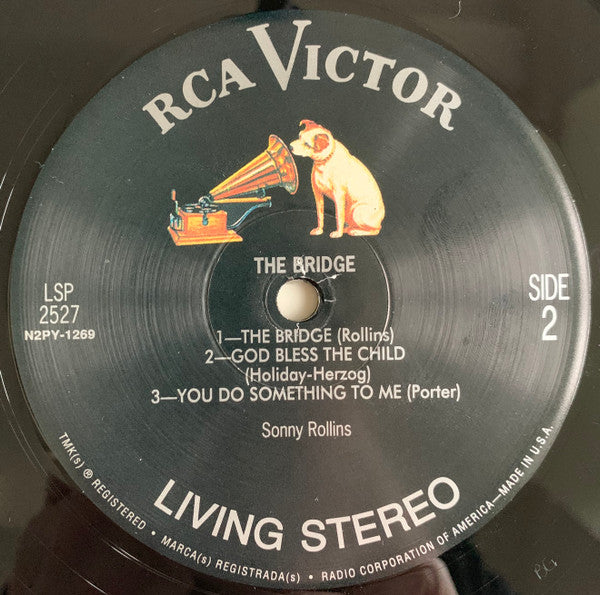 RCA VICTOR
THE BRIDGE
LSP
2527
N2PY-1269
SIDE
2
1—THE BRIDGE (Rollins)
2—GOD BLESS THE CHILD
(Holiday-Herzog)
3—YOU DO SOMETHING TO ME (Porter)
Sonny Rollins
LIVING STEREO
TMK(s) ® REGISTERED • MARCA(s) REGISTRADA(s) • RADIO CORPORATION OF AMERICA—MADE IN U.S.A.